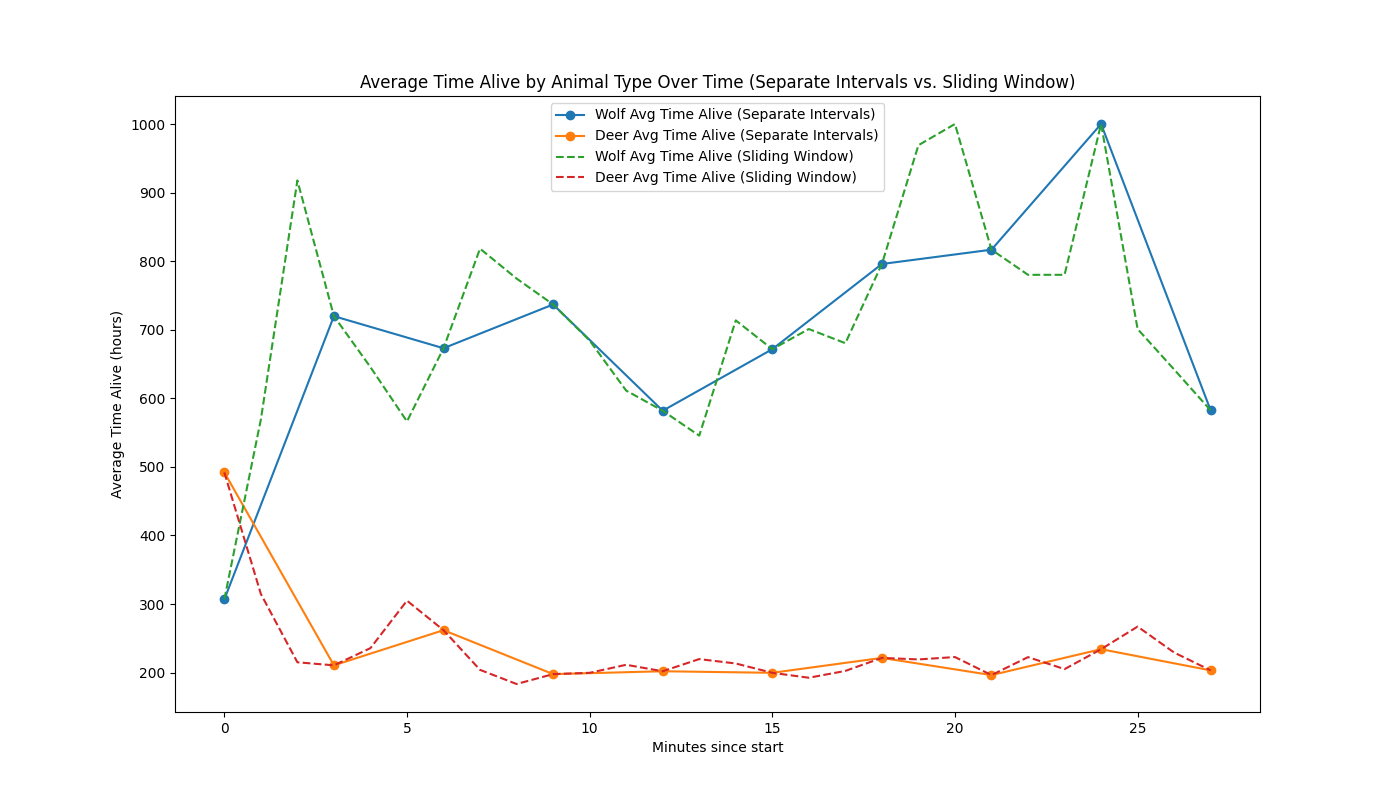 Average Time Alive by Animal Type Over Time (Separate Intervals vs. Sliding Window)
Wolf Avg Time Alive (Separate Intervals)
Deer Avg Time Alive (Separate Intervals)
Wolf Avg Time Alive (Sliding Window)
Deer Avg Time Alive (Sliding Window)
Average Time Alive (hours)
1000
900
800
700
600
500
400
300
200
0 5 10 15 20 25
Minutes since start